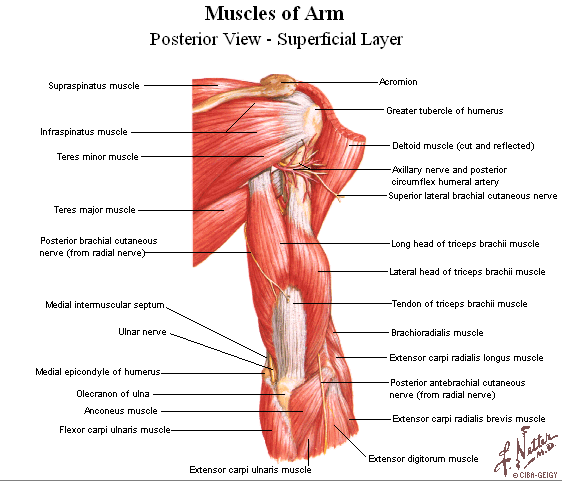 Muscles of Arm
Posterior View - Superficial Layer
Supraspinatus muscle
Infraspinatus muscle
Teres minor muscle
Teres major muscle
Posterior brachial cutaneous
nerve (from radial nerve)
Medial intermuscular septum
Ulnar nerve
Medial epicondyle of humerus
Olecranon of ulna
Anconeus muscle
Flexor carpi ulnaris muscle
Extensor carpi ulnaris muscle
Acromion
Greater tubercle of humerus
Deltoid muscle (cut and reflected)
Axillary nerve and posterior
circumflex humeral artery
Superior lateral brachial cutaneous nerve
Long head of triceps brachii muscle
Lateral head of triceps brachii muscle
Tendon of triceps brachii muscle
Brachioradialis muscle
Extensor carpi radialis longus muscle
Posterior antebrachial cutaneous
nerve (from radial nerve)
Extensor carpi radialis brevis muscle
Extensor digitorum muscle
F. Netter
M.D.
© CIBA-GEIGY